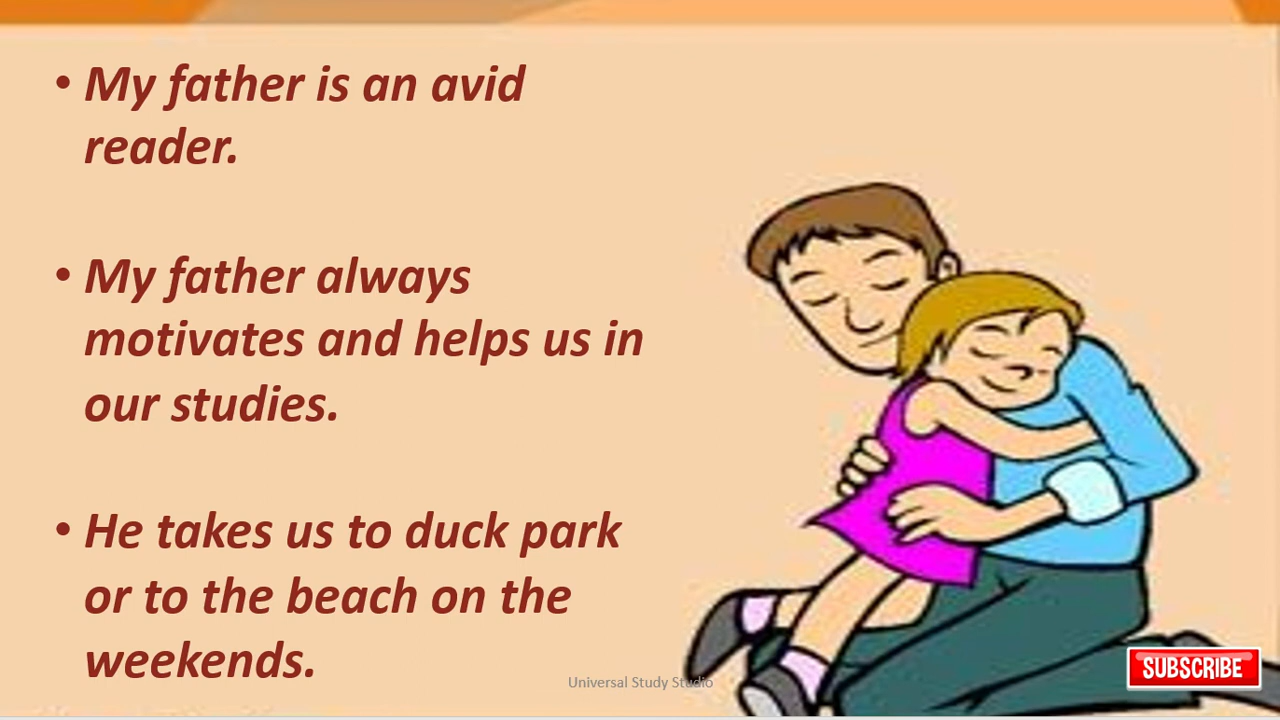 • My father is an avid
reader.
• My father always
motivates and helps us in
our studies.
• He takes us to duck park
or to the beach on the
weekends.
Universal Study Studio
SUBSCRIBE